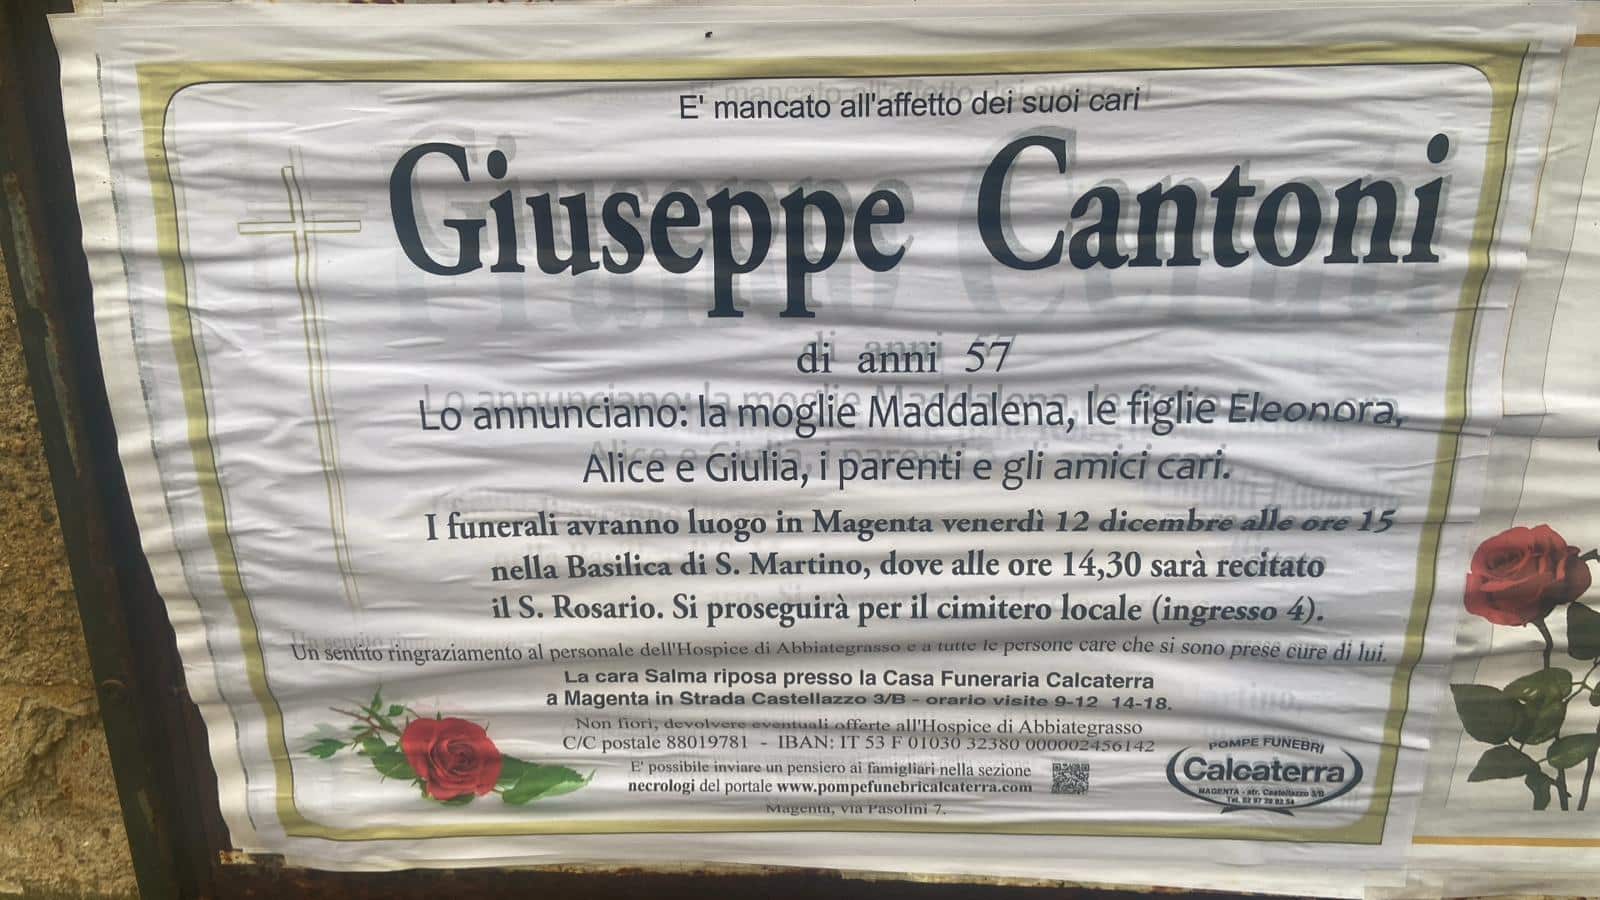 E' mancato all'affetto dei suoi cari
Giuseppe Cantoni
di anni 57
Lo annunciano: la moglie Maddalena, le figlie Eleonora,
Alice e Giulia, i parenti e gli amici cari.
I funerali avranno luogo in Magenta venerdì 12 dicembre alle ore 15
nella Basilica di S. Martino, dove alle ore 14,30 sarà recitato
il S. Rosario. Si proseguirà per il cimitero locale (ingresso 4).
Un sentito ringraziamento al personale dell'Hospice di Abbiategrasso e a tutte le persone care che si sono prese cure di lui.
La cara Salma riposa presso la Casa Funeraria Calcaterra
a Magenta in Strada Castellazzo 3/B - orario visite 9-12 14-18.
Non fiori, devolvere eventuali offerte all'Hospice di Abbiategrasso
C/C postale 88019781 - IBAN: IT 53 F 01030 32380 000002456142
E' possibile inviare un pensiero ai famigliari nella sezione
necrologi del portale www.pompefunebricalcaterra.com
Magenta, via Pasolini 7.
POMPE FUNEBRI
Calcaterra
MAGENTA - str. Castellazzo 3/B